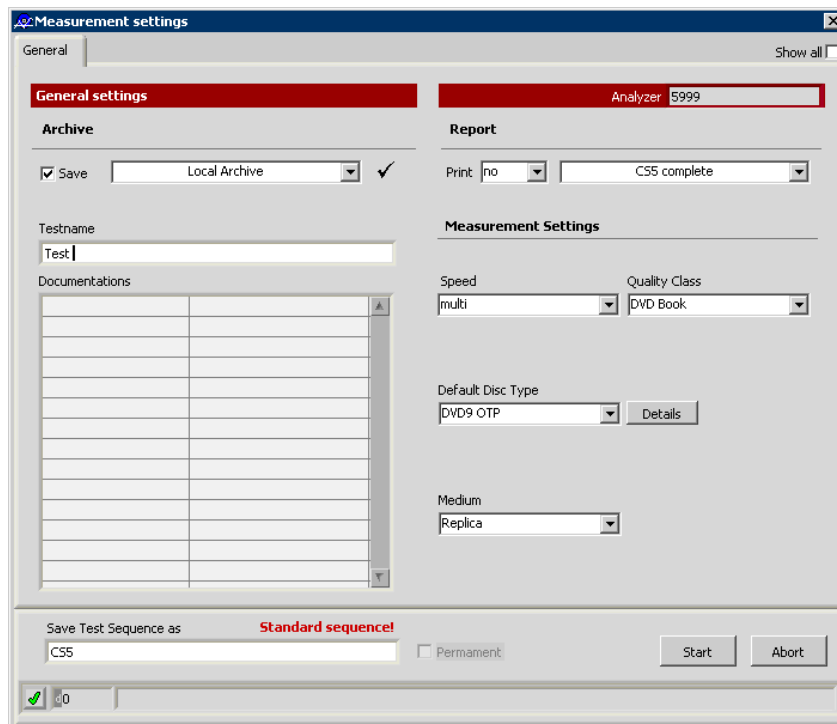 Measurement settings
General
Show all
General settings
Analyzer 5999
Archive
Report
Save Local Archive
Print no CS5 complete
Testname
Test
Measurement Settings
Documentations
Speed
Quality Class
multi
DVD Book
Default Disc Type
DVD9 OTP
Details
Medium
Replica
Save Test Sequence as
Standard sequence!
CS5
Permament
Start
Abort
0